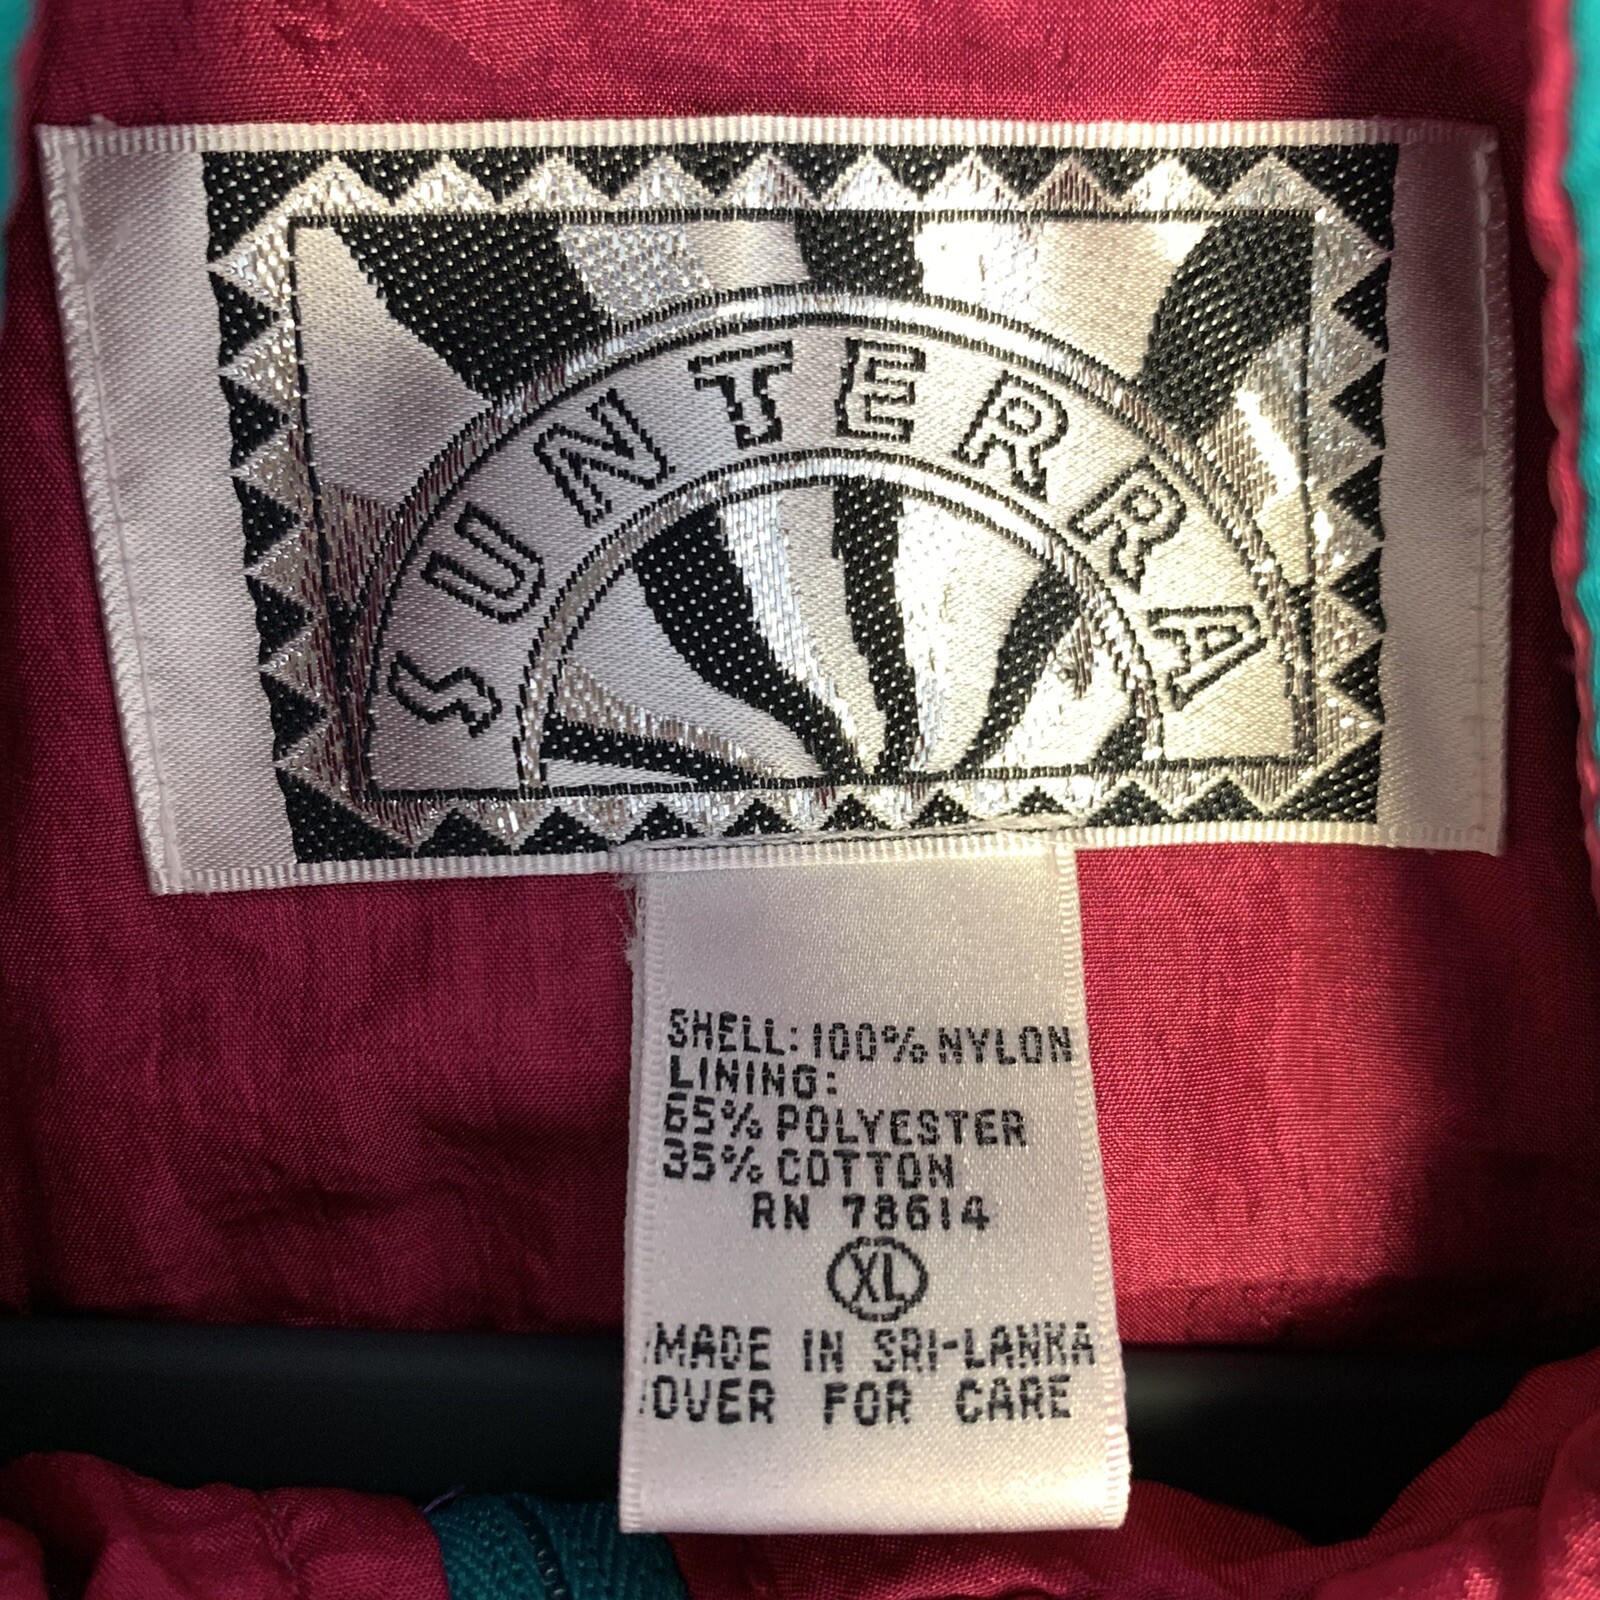 SUNTERRA
SHELL: 100% NYLON
LINING:
65% POLYESTER
35% COTTON
RN 78614
XL
MADE IN SRI-LANKA
OVER FOR CARE